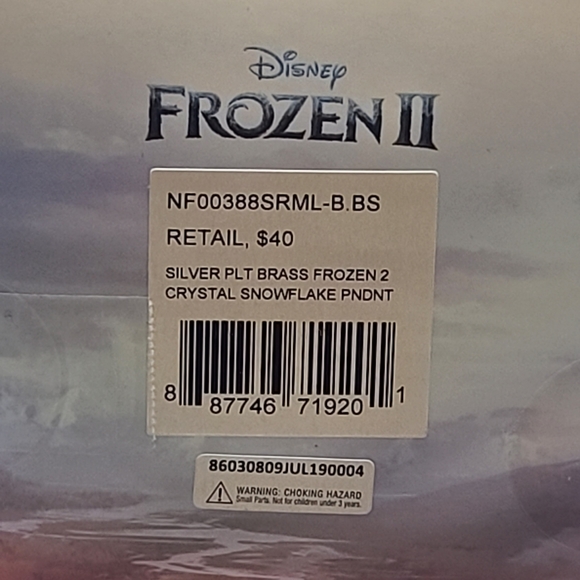 Disney
FROZEN II
NF00388SRML-B.BS
RETAIL, $40
SILVER PLT BRASS FROZEN 2
CRYSTAL SNOWFLAKE PNDNT
8 87746 71920 1
86030809JUL190004
WARNING: CHOKING HAZARD
Small Parts. Not for children under 3 years.